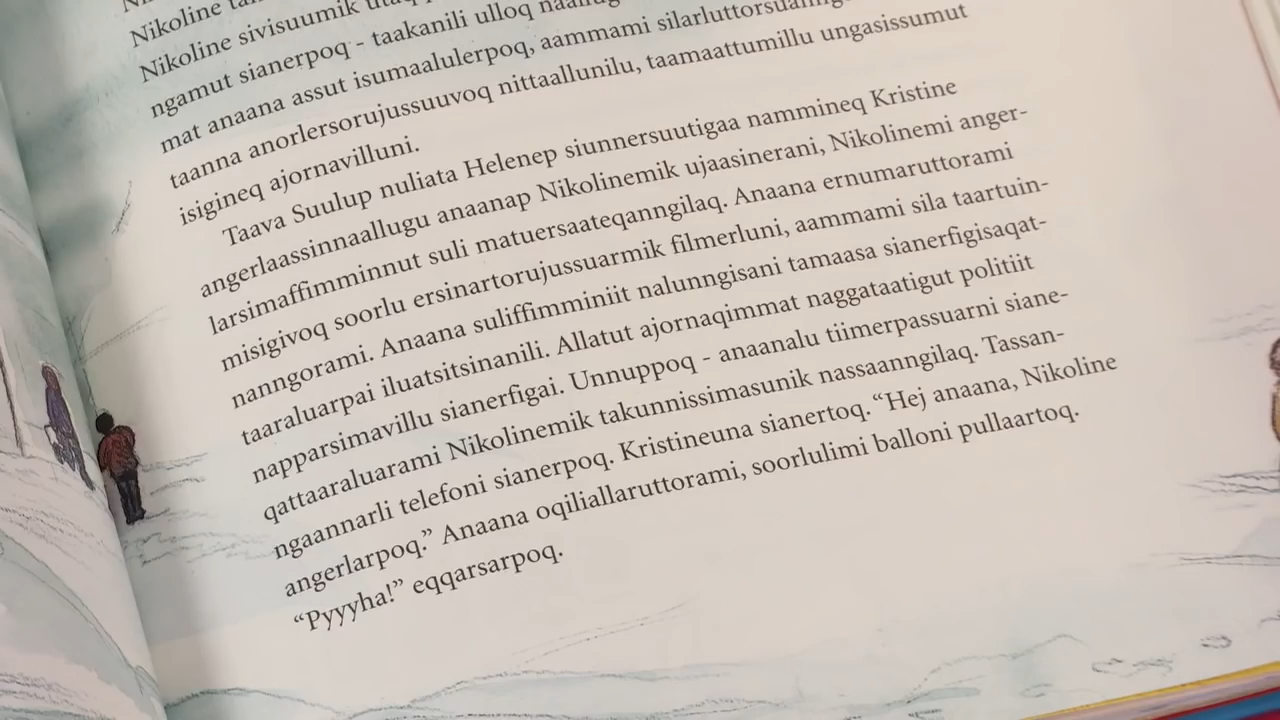 Nikoline
Nikoline sivisuumik
ngamut sianerpoq - taakanili ulloq
mat anaana assut isumaalulerpoq, aammami
taanna anorlersorujussuuvoq nittaallunilu, taamaattumillu ungasissumut
isigineq ajornavilluni.
Taava Suulup nuliata Helenep siunnersuutigaa nammineq Kristine
angerlaassinnaallugu anaanap Nikolinemik ujaasinerani, Nikolinemi anger-
larsimaffimminnut suli matuersaateqanngilaq. Anaana ernumaruttorami
misigivoq soorlu ersinartorujussuarmik filmerluni, aammami sila taartuin-
nanngorami. Anaana suliffimminiit nalunngisani tamaasa sianerfigisaqat-
taaraluarpai iluatsitsinanili. Allatut ajornaqimmat naggataatigut politiit
napparsimavillu sianerfigai. Unnuppoq - anaanalu tiimerpassuarni siane-
qattaaraluarami Nikolinemik takunnissimasunik nassaanngilaq. Tassan-
ngaannarli telefoni sianerpoq. Kristineuna sianertoq. “Hej anaana, Nikoline
angerlarpoq.” Anaana oqiliallaruttorami, soorlulimi balloni pullaartoq.
“Pyyyha!” eqqarsarpoq.